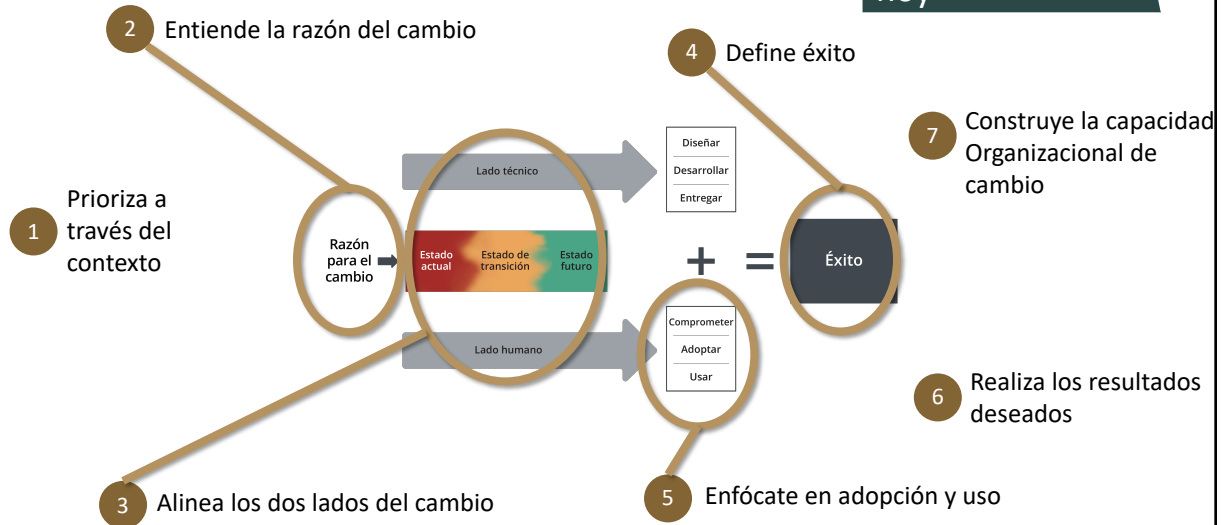 hoy
2 Entiende la razón del cambio
4 Define éxito
7 Construye la capacidad
Organizacional de
cambio
Diseñar
Desarrollar
Entregar
Lado técnico
1 Prioriza a
través del
contexto
Razón
para el
cambio
Estado
actual
Estado de
transición
Estado
futuro
+ = Éxito
Comprometer
Adoptar
Usar
Lado humano
6 Realiza los resultados
deseados
3 Alinea los dos lados del cambio
5 Enfócate en adopción y uso